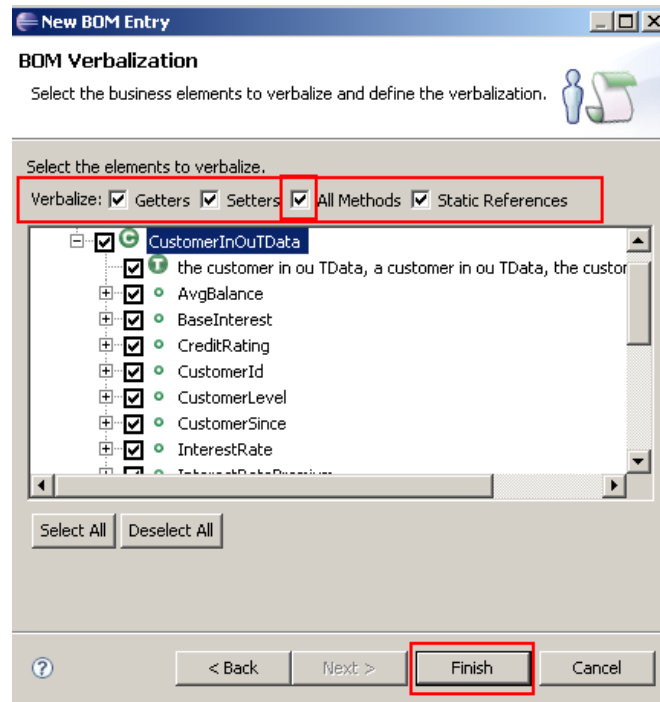 New BOM Entry
BOM Verbalization
Select the business elements to verbalize and define the verbalization.
Select the elements to verbalize.
Verbalize: Getters Setters All Methods Static References
CustomerInOuTData
the customer in ou TData, a customer in ou TData, the custor
AvgBalance
BaseInterest
CreditRating
CustomerId
CustomerLevel
CustomerSince
InterestRate
Select All Deselect All
< Back Next > Finish Cancel